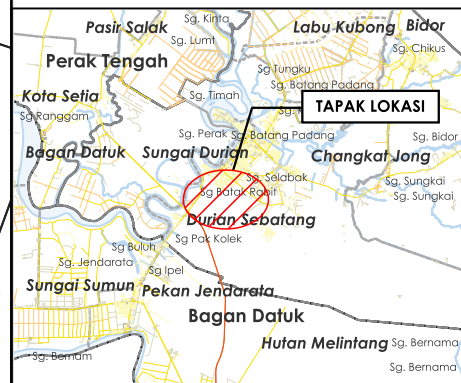 Sg. Kinta
Pasir Salak
Labu Kubong
Bidor
Sg. Lumt
Sg. Chikus
Perak Tengah
Sg Tungku
Sg. Batang Padang
Kota Setia
Sg. Timah
TAPAK LOKASI
Sg Ranggam
Sg.
Sg. Perak
Sg Batang Padang
Sg. Bidor
Bagan Datuk
Sungai Durian
Changkat Jong
Sg. Selabak
Sg. Sungkai
Sg Batak Rabit
Sg. Sungkai
Durian Sebatang
Sg Pak Kolek
Sg Buluh
Sg. Jendarata
Sg Ipel
Sungai Sumun
Pekan Jendarata
Bagan Datuk
Hutan Melintang
Sg. Bernama
Sg. Bernam
Sg. Bernama